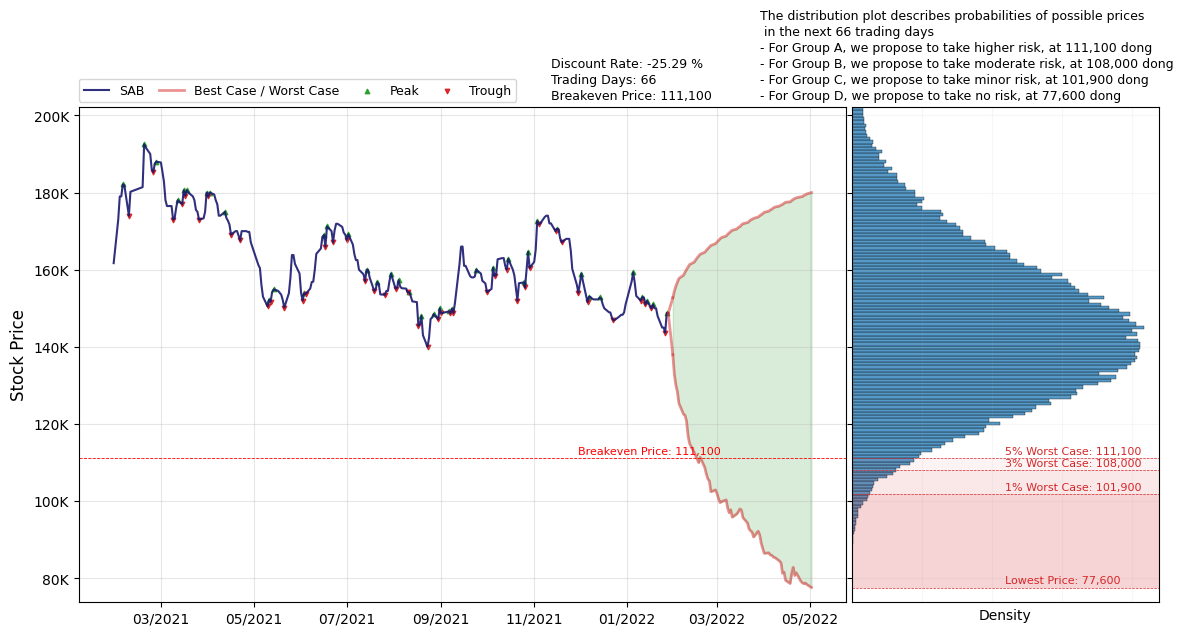 The distribution plot describes probabilities of possible prices
in the next 66 trading days
- For Group A, we propose to take higher risk, at 111,100 dong
- For Group B, we propose to take moderate risk, at 108,000 dong
- For Group C, we propose to take minor risk, at 101,900 dong
- For Group D, we propose to take no risk, at 77,600 dong
Discount Rate: -25.29 %
Trading Days: 66
Breakeven Price: 111,100
SAB
Best Case / Worst Case
Peak
Trough
Stock Price
200K
180K
160K
140K
120K
100K
80K
Breakeven Price: 111,100
03/2021
05/2021
07/2021
09/2021
11/2021
01/2022
03/2022
05/2022
5% Worst Case: 111,100
3% Worst Case: 108,000
1% Worst Case: 101,900
Lowest Price: 77,600
Density